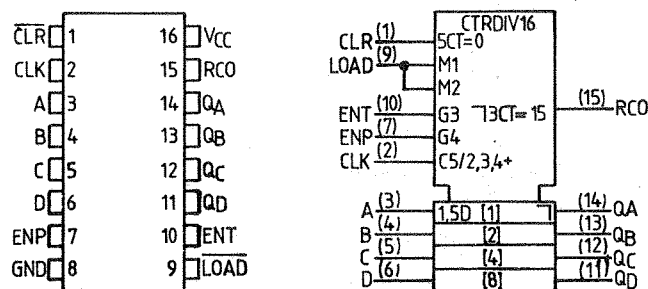 CLR 1 16 VCC
CLK 2 15 RCO
A 3 14 QA
B 4 13 QB
C 5 12 QC
D 6 11 QD
ENP 7 10 ENT
GND 8 9 LOAD
CTRDIV16
CLR (1) 5CT=0
LOAD (9) M1
M2
ENT (10) G3 3CT=15 (15) RCO
ENP (7) G4
CLK (2) C5/2,3,4+
A (3) 1,5D [1] (14) QA
B (4) [2] (13) QB
C (5) [4] (12) QC
D (6) [8] (11) QD